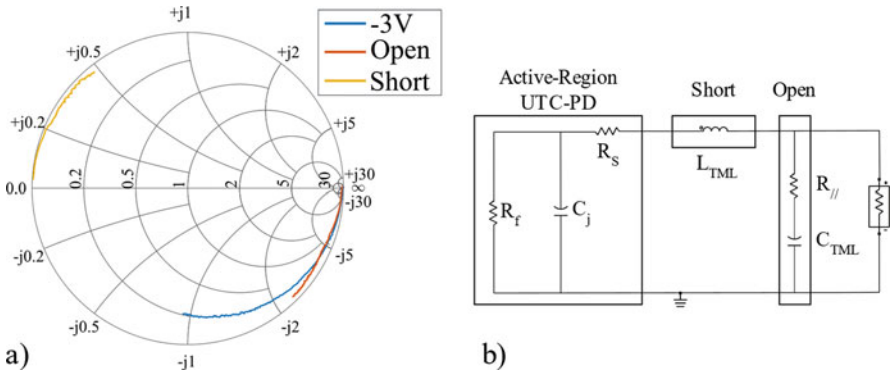 +j1
+j0.5
+j2
+j0.2
+j5
0.0
0.2
0.5
1
2
5
30
+j30
∞
-j30
-j0.2
-j5
-j0.5
-j2
-j1
-3V
Open
Short
a)
Active-Region
UTC-PD
Short
Open
R_S
L_TML
R_//
R_f
C_j
C_TML
b)